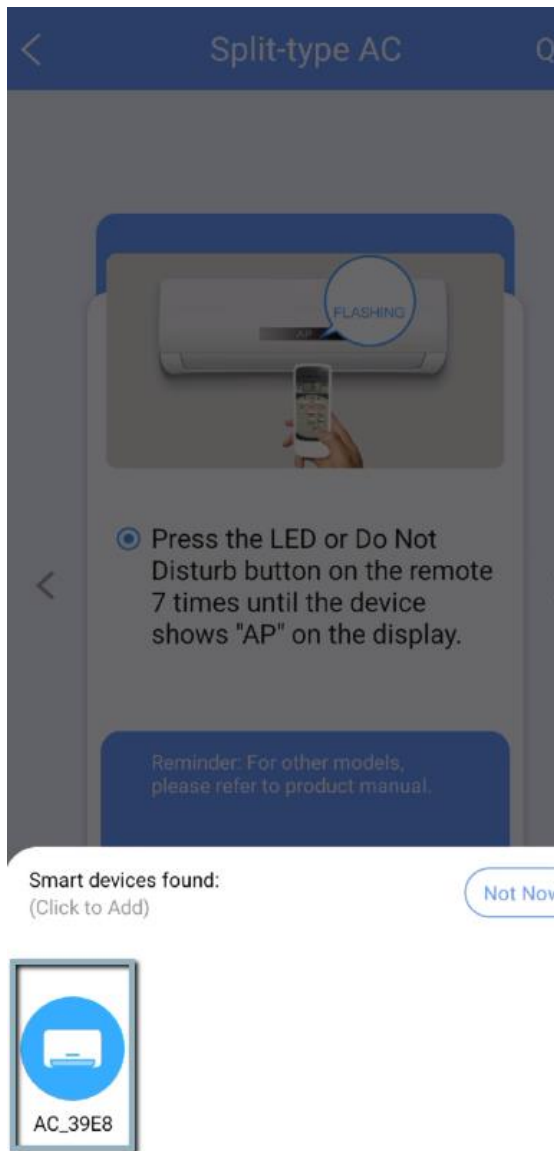 Split-type AC
FLASHING
AP
Press the LED or Do Not
Disturb button on the remote
7 times until the device
shows "AP" on the display.
Reminder: For other models,
please refer to product manual.
Smart devices found:
Not Now
(Click to Add)
AC_39E8